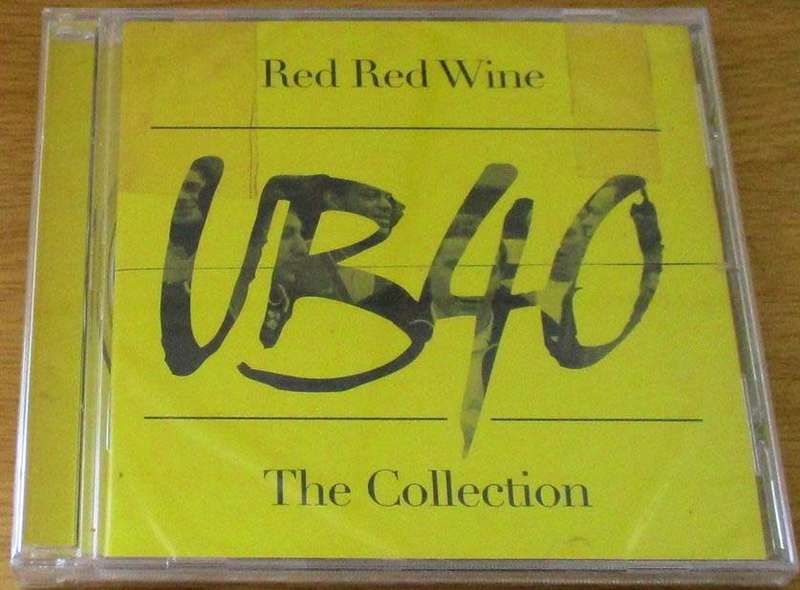 Red Red Wine
UB40
The Collection